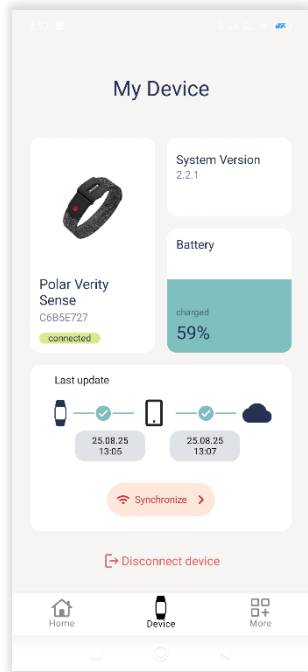 My Device
Polar Verity
Sense
C6B5E727
connected
System Version
2.2.1
Battery
charged
59%
Last update
25.08.25
13:05
25.08.25
13:07
Synchronize
Disconnect device
Home
Device
More